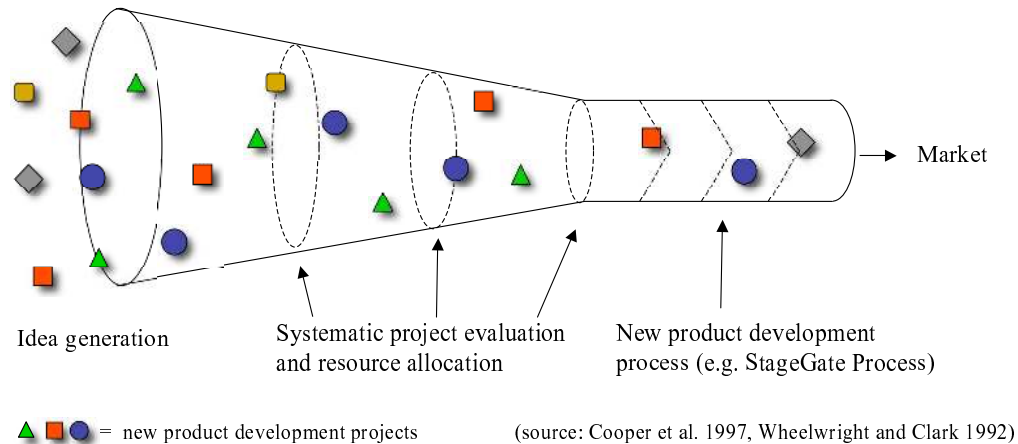 Market
Idea generation
Systematic project evaluation
and resource allocation
New product development
process (e.g. StageGate Process)
= new product development projects
(source: Cooper et al. 1997, Wheelwright and Clark 1992)